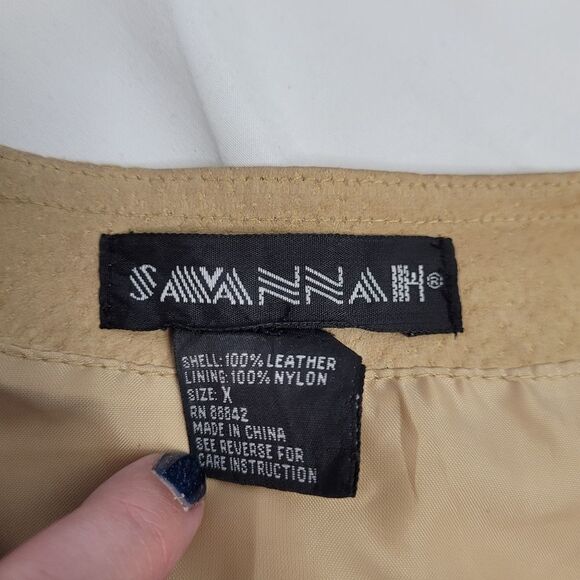 SAVANNAH®
SHELL: 100% LEATHER
LINING: 100% NYLON
SIZE: X
RN 88842
MADE IN CHINA
SEE REVERSE FOR
CARE INSTRUCTION